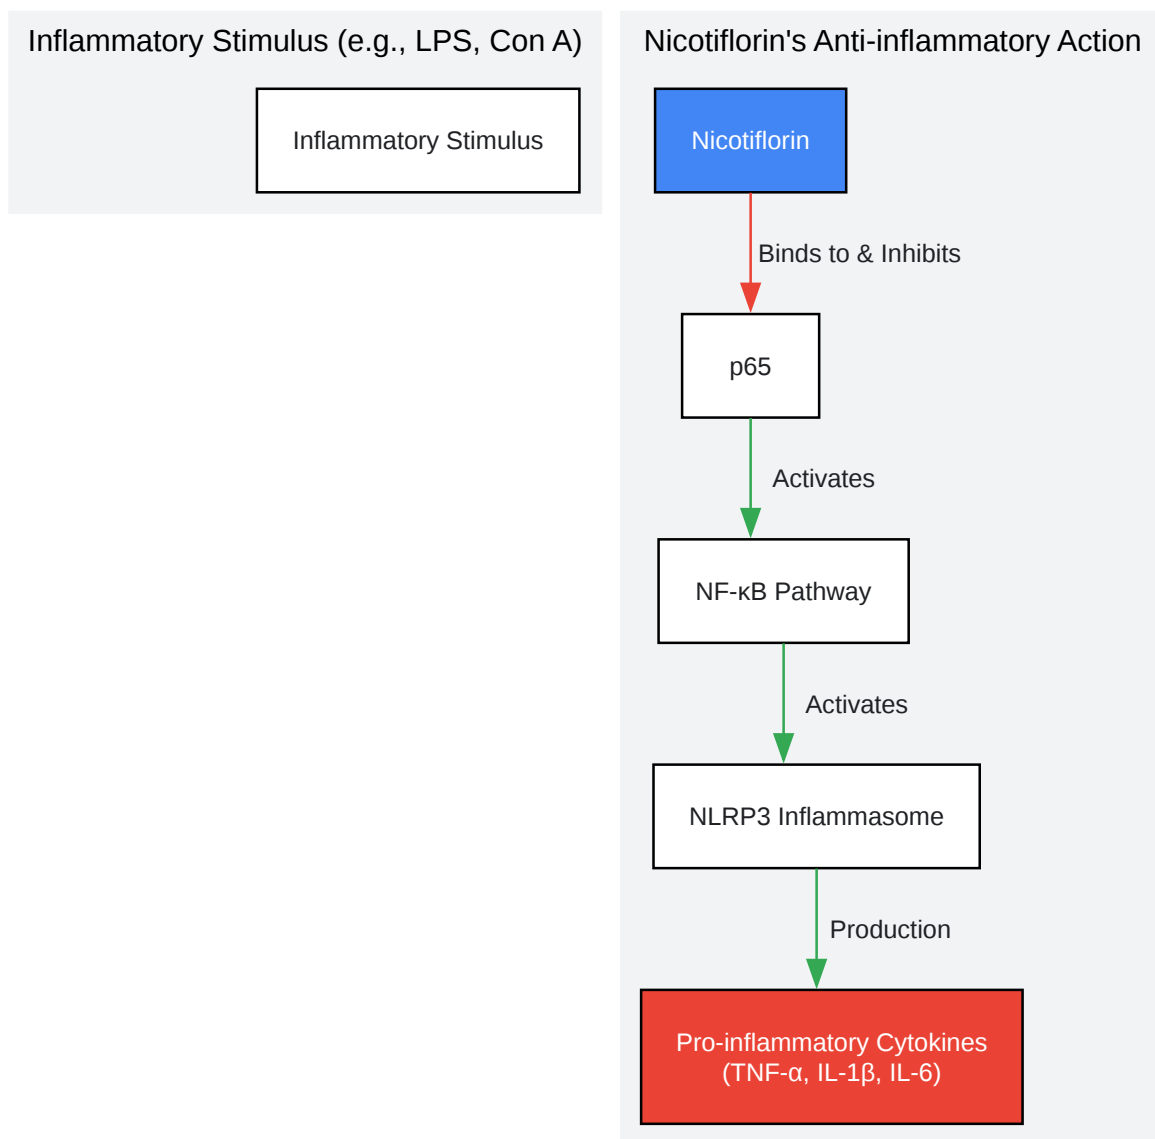 Inflammatory Stimulus (e.g., LPS, Con A)
Inflammatory Stimulus
Nicotiflorin's Anti-inflammatory Action
Nicotiflorin
Binds to & Inhibits
p65
Activates
NF-κB Pathway
Activates
NLRP3 Inflammasome
Production
Pro-inflammatory Cytokines
(TNF-α, IL-1β, IL-6)